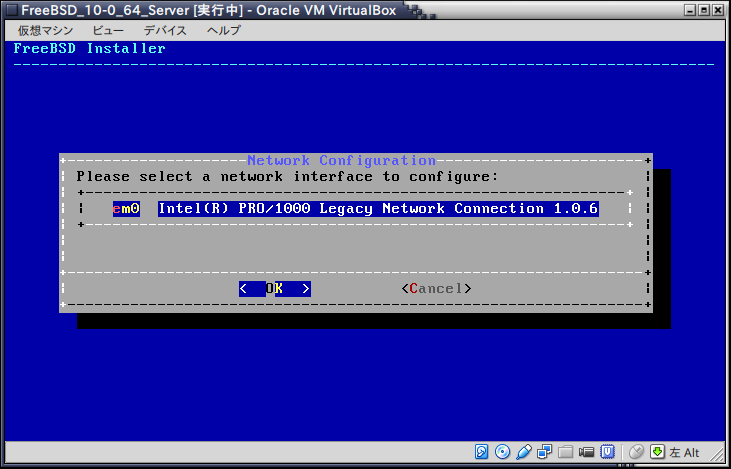 FreeBSD_10-0_64_Server [実行中] - Oracle VM VirtualBox
仮想マシン ビュー デバイス ヘルプ
FreeBSD Installer
Network Configuration
Please select a network interface to configure:
em0 Intel(R) PRO/1000 Legacy Network Connection 1.0.6
< OK > <Cancel>
左 Alt